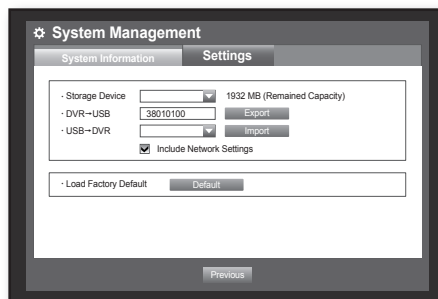 System Management
System Information Settings
· Storage Device 1932 MB (Remained Capacity)
· DVR→USB 38010100 Export
· USB→DVR Import
Include Network Settings
· Load Factory Default Default
Previous